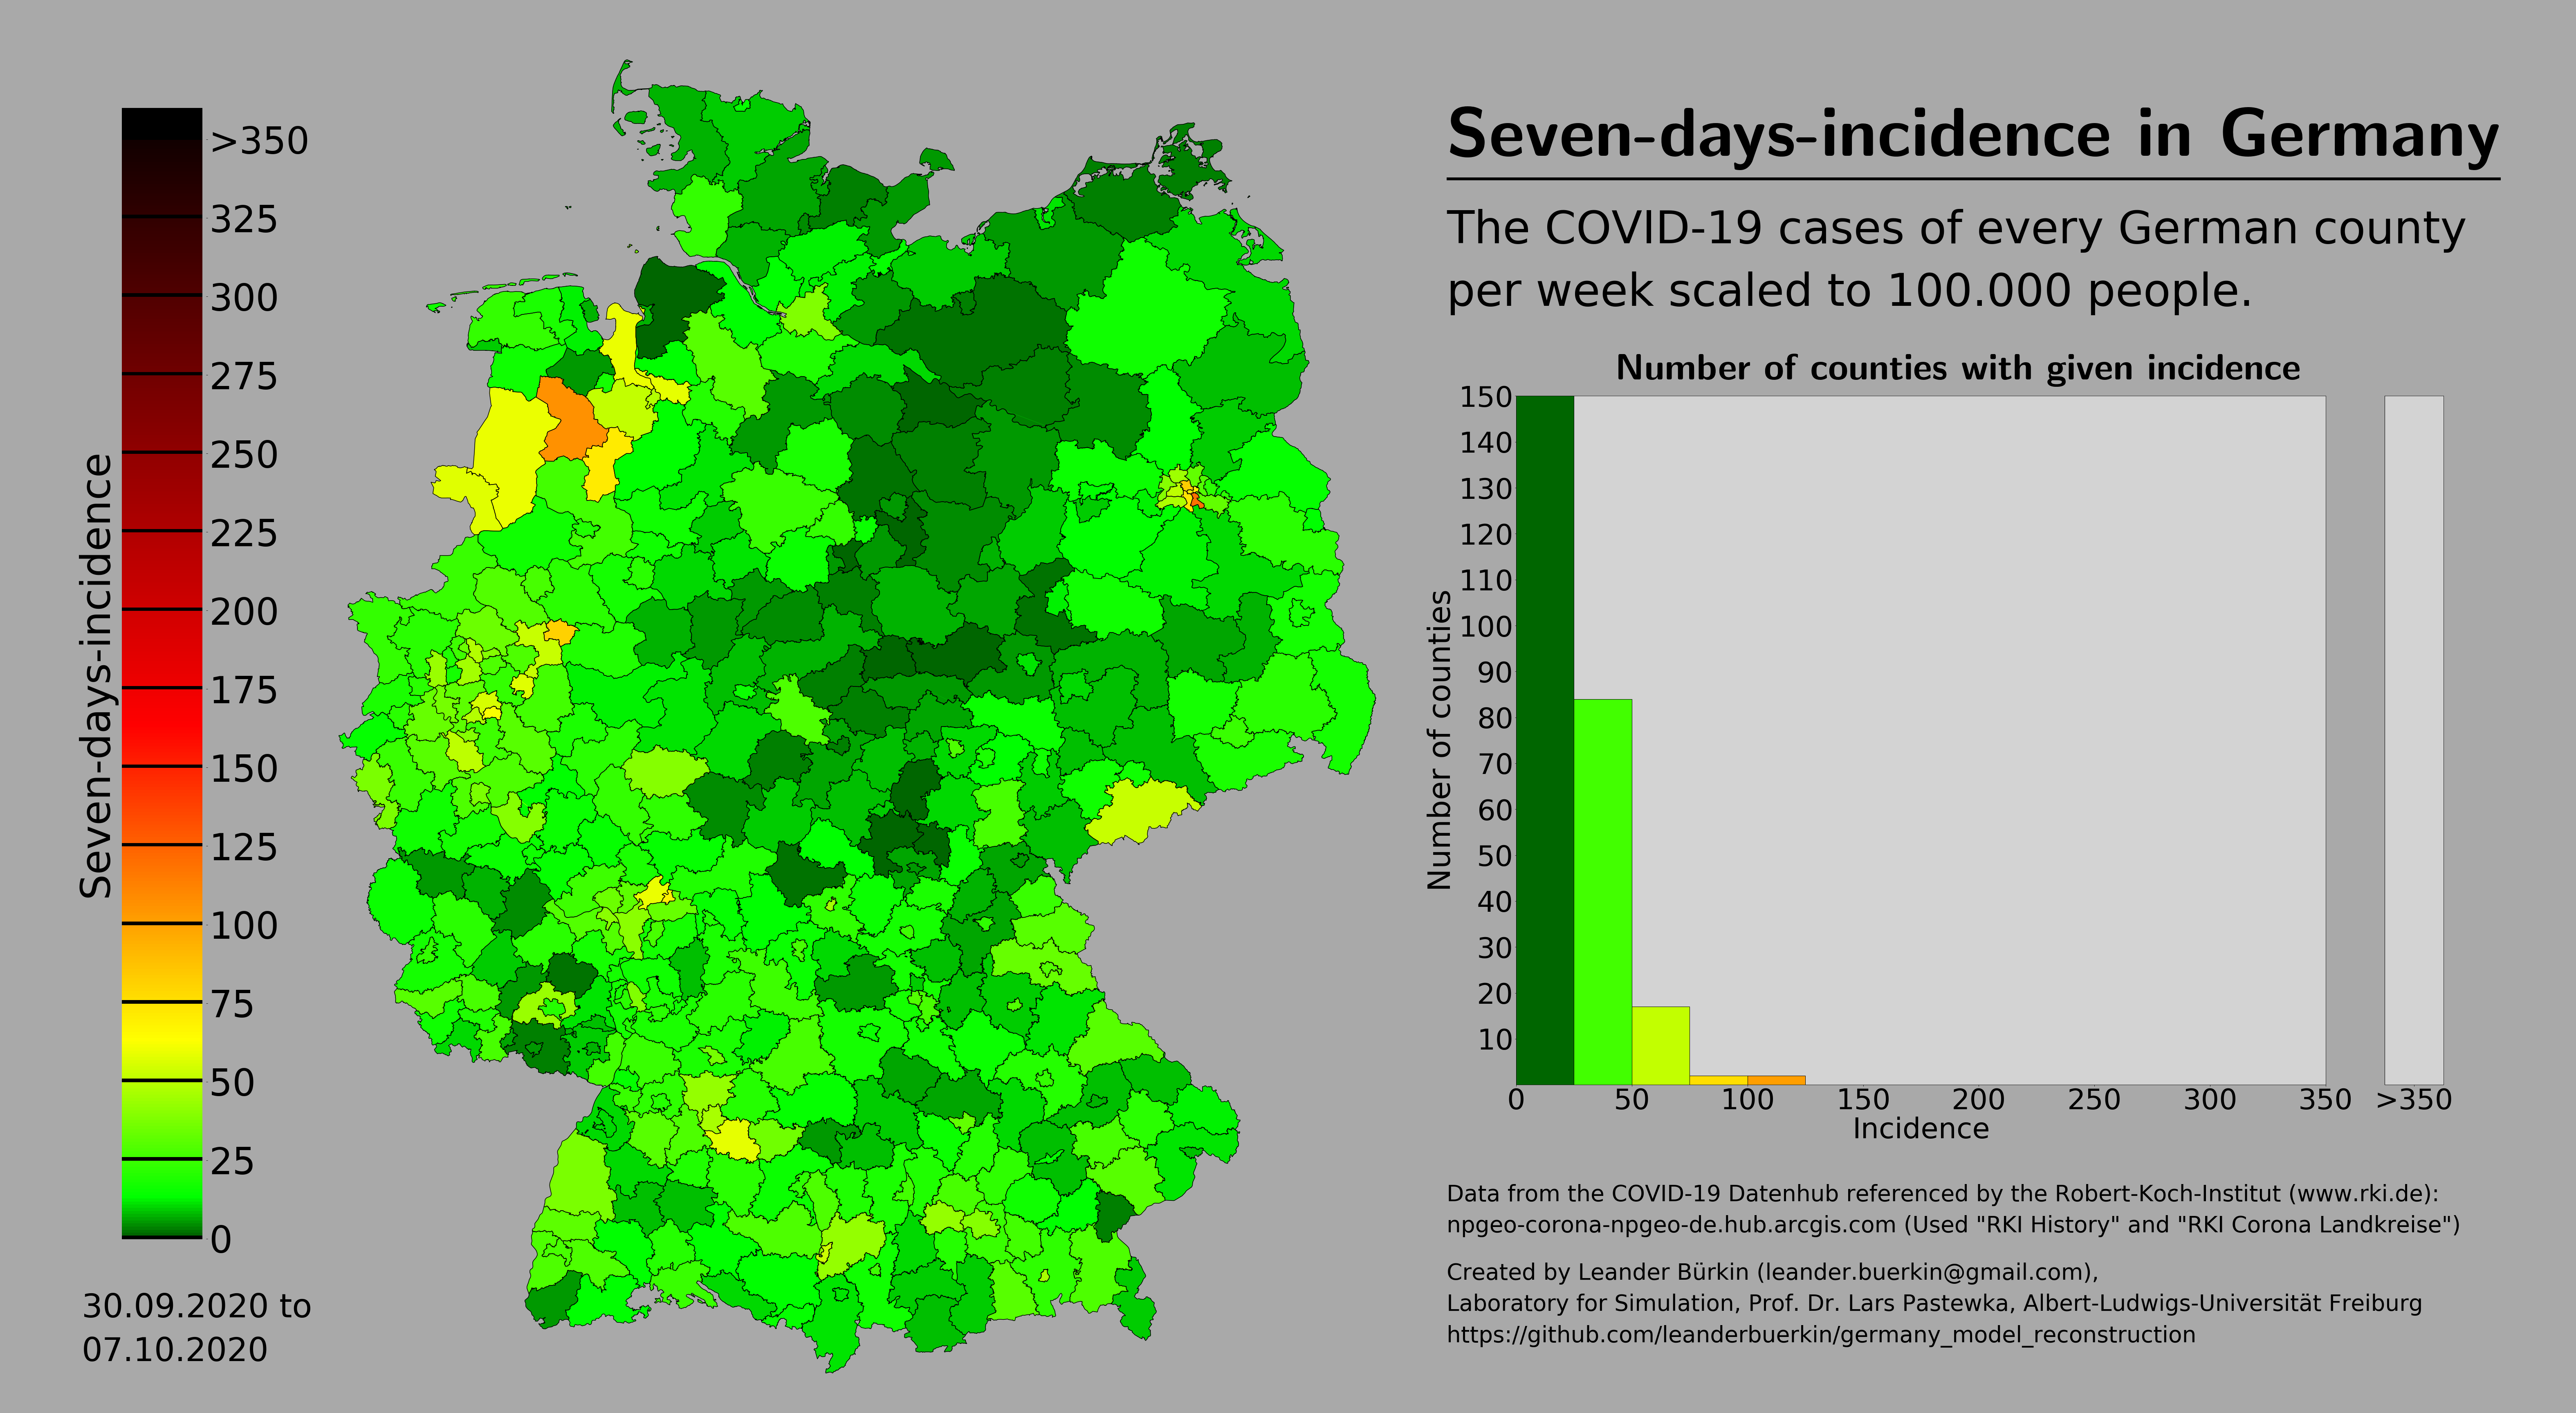 Seven-days-incidence
>350
325
300
275
250
225
200
175
150
125
100
75
50
25
0
30.09.2020 to
07.10.2020
Seven-days-incidence in Germany
The COVID-19 cases of every German county
per week scaled to 100.000 people.
Number of counties with given incidence
Number of counties
150
140
130
120
110
100
90
80
70
60
50
40
30
20
10
0 50 100 150 200 250 300 350 >350
Incidence
Data from the COVID-19 Datenhub referenced by the Robert-Koch-Institut (www.rki.de):
npgeo-corona-npgeo-de.hub.arcgis.com (Used "RKI History" and "RKI Corona Landkreise")
Created by Leander Bürkin (leander.buerkin@gmail.com),
Laboratory for Simulation, Prof. Dr. Lars Pastewka, Albert-Ludwigs-Universität Freiburg
https://github.com/leanderbuerkin/germany_model_reconstruction